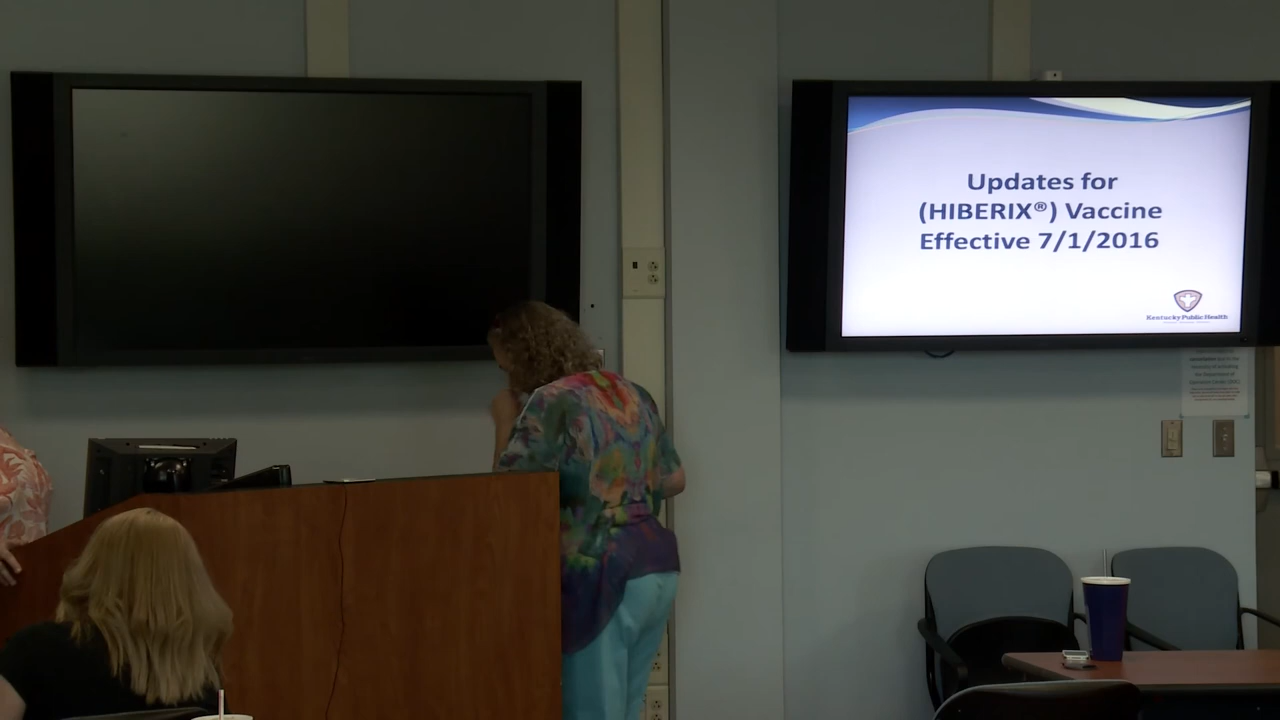 Updates for
(HIBERIX®) Vaccine
Effective 7/1/2016
Kentucky Public Health